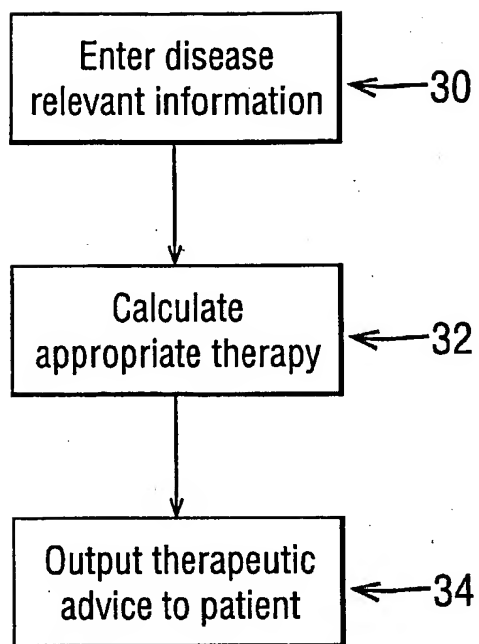 Enter disease
relevant information
30
Calculate
appropriate therapy
32
Output therapeutic
advice to patient
34